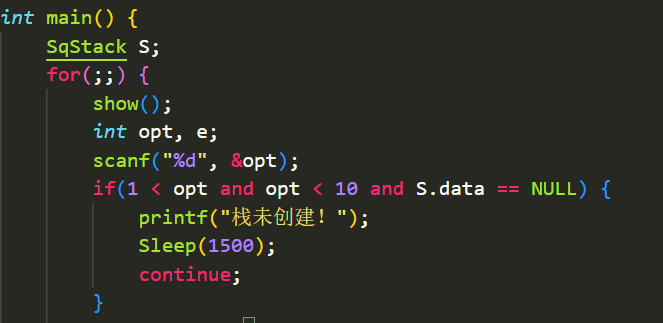 int main() {
    SqStack S;
    for(;;) {
        show();
        int opt, e;
        scanf("%d", &opt);
        if(1 < opt and opt < 10 and S.data == NULL) {
            printf("栈未创建！");
            Sleep(1500);
            continue;
        }